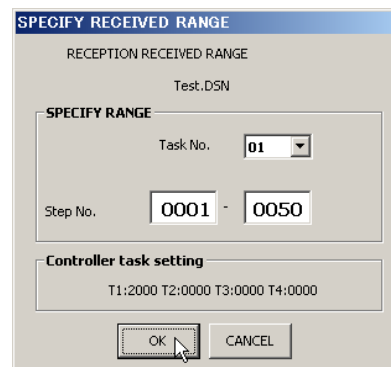 SPECIFY RECEIVED RANGE
RECEPTION RECEIVED RANGE
Test.DSN
SPECIFY RANGE
Task No. 01
Step No. 0001 - 0050
Controller task setting
T1:2000 T2:0000 T3:0000 T4:0000
OK CANCEL